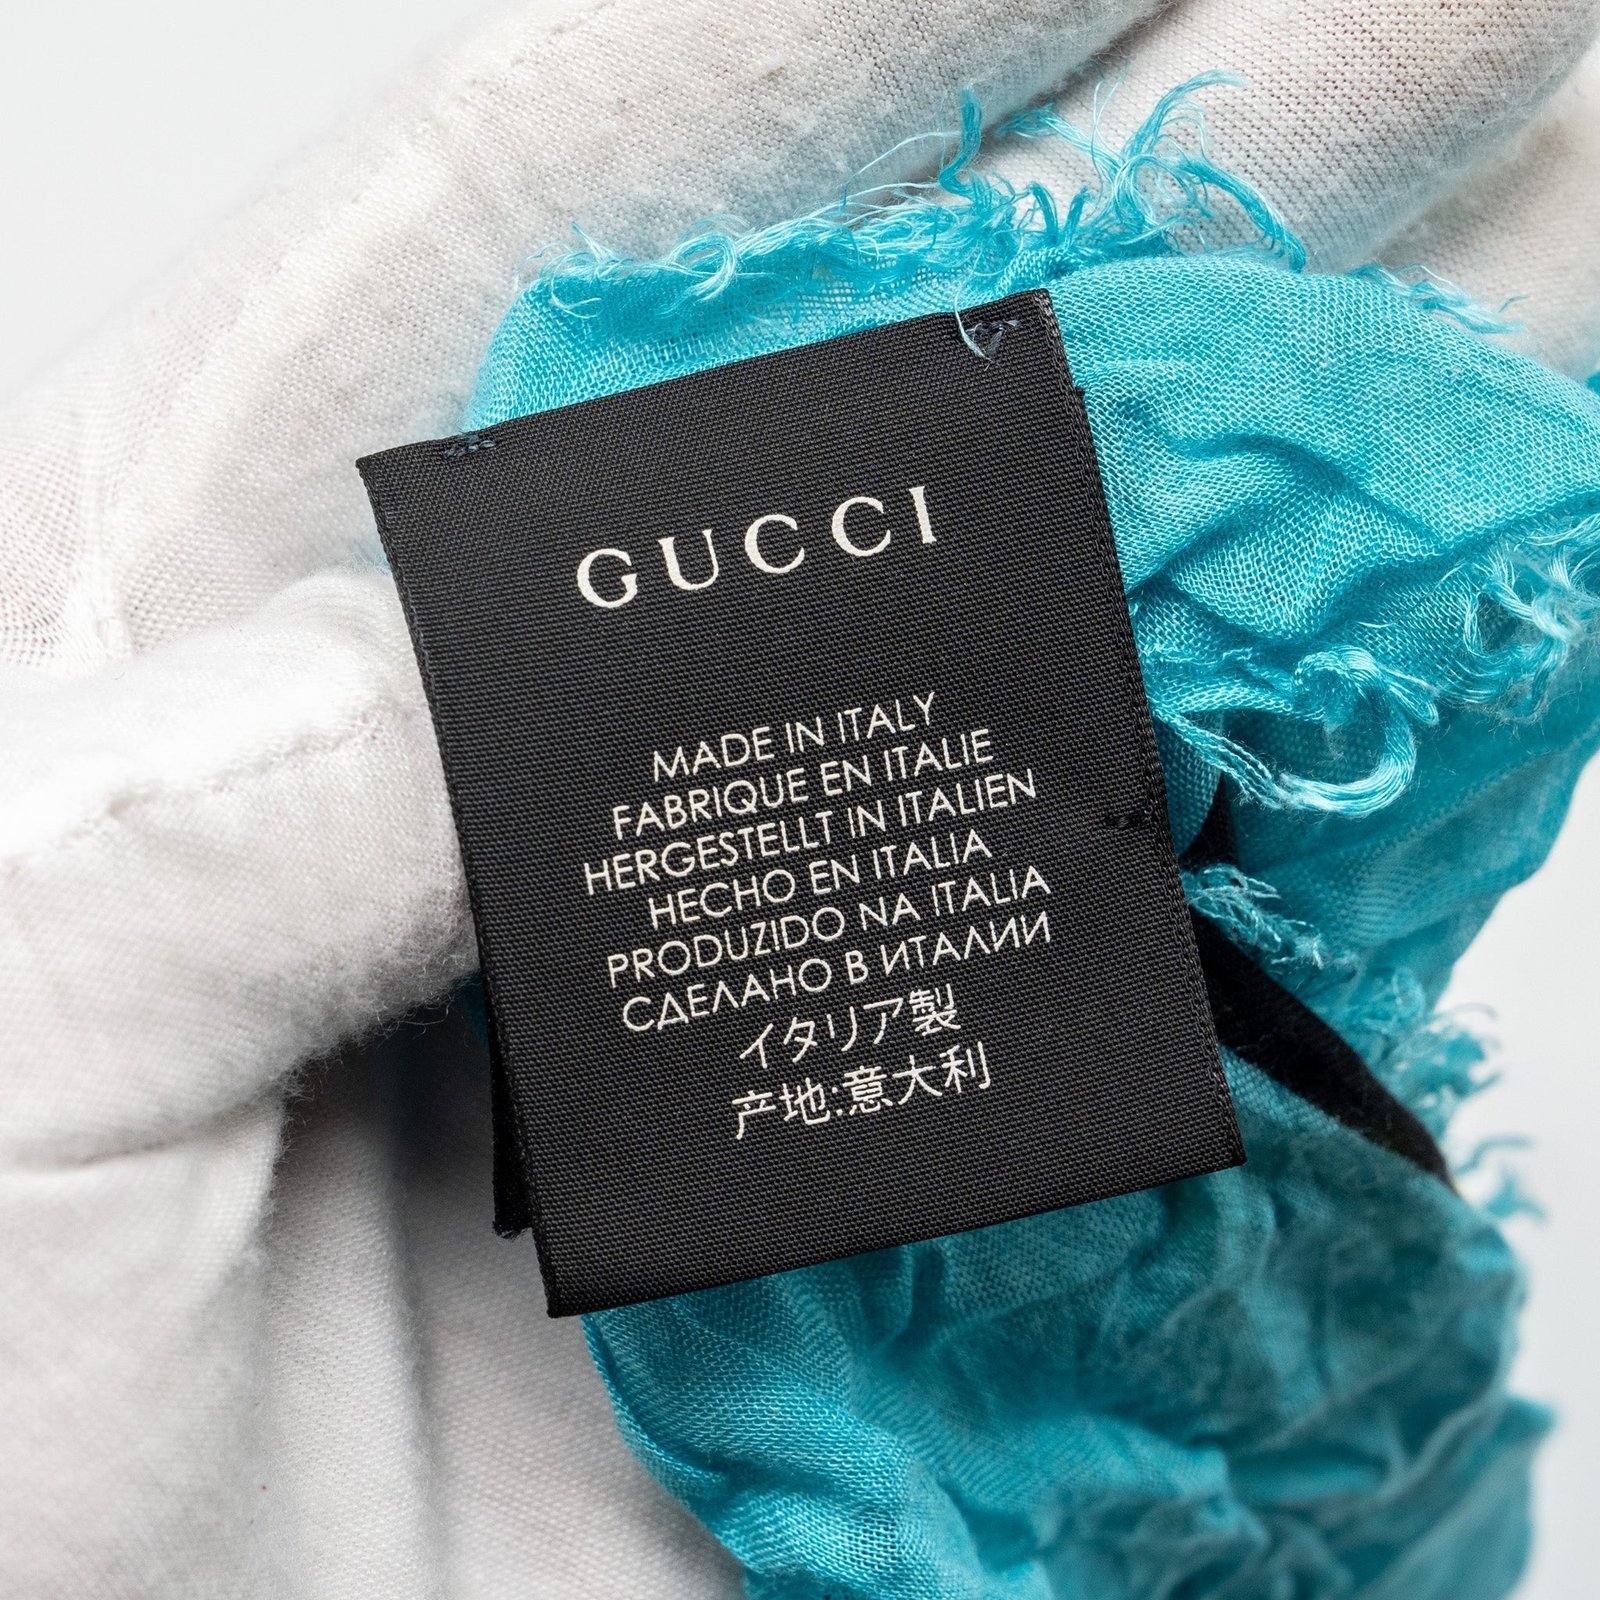 GUCCI
MADE IN ITALY
FABRIQUE EN ITALIE
HERGESTELLT IN ITALIEN
HECHO EN ITALIA
PRODUZIDO NA ITALIA
СДЕЛАНО В ИТАЛИИ
イタリア製
产地:意大利